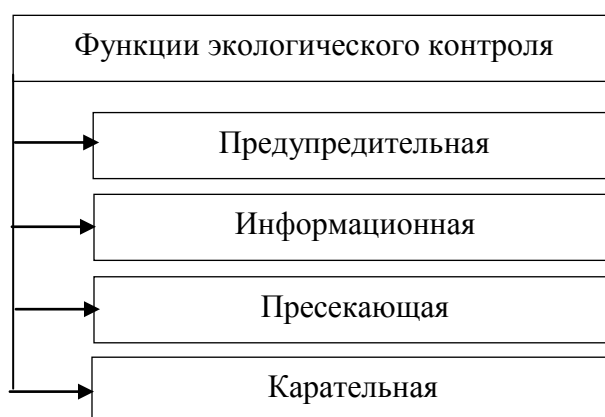 Функции экологического контроля
Предупредительная
Информационная
Пресекающая
Карательная